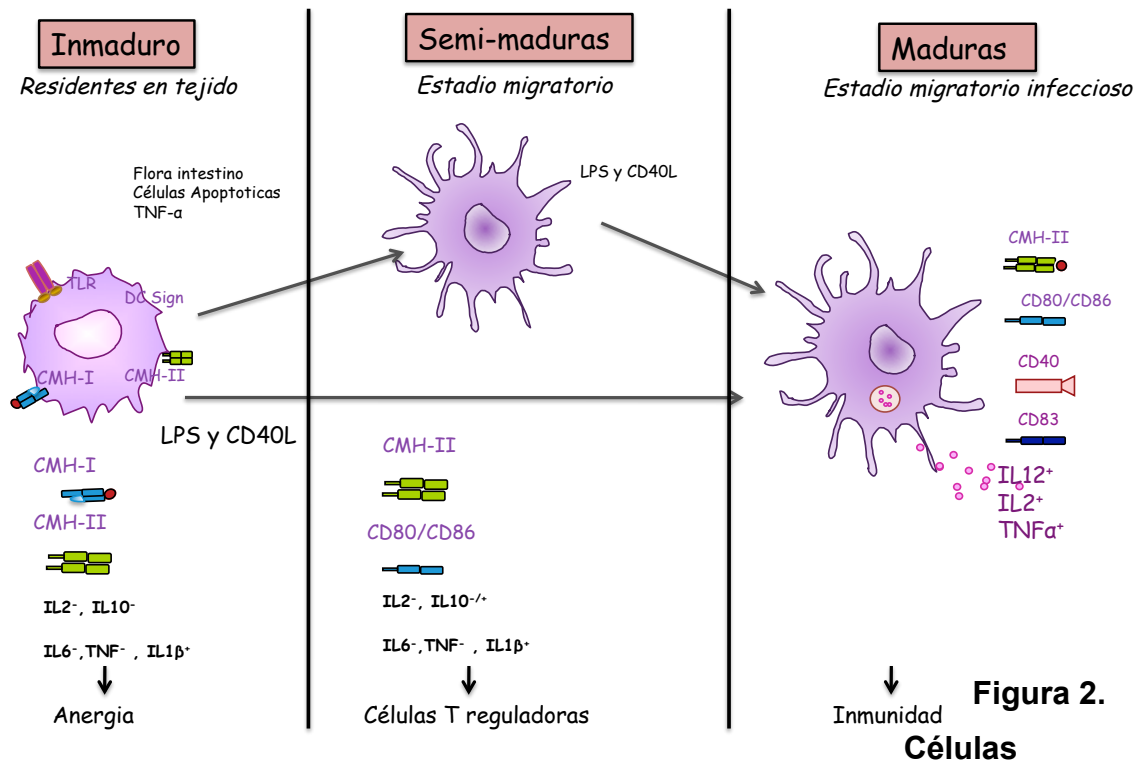 Inmaduro
Residentes en tejido
Flora intestino
Células Apoptoticas
TNF-α
TLR
DC Sign
CMH-I
CMH-II
LPS y CD40L
CMH-I
CMH-II
IL2⁻, IL10⁻
IL6⁻,TNF⁻ , IL1β⁺
Anergia
Semi-maduras
Estadio migratorio
LPS y CD40L
CMH-II
CD80/CD86
IL2⁻, IL10⁻/⁺
IL6⁻,TNF⁻ , IL1β⁺
Células T reguladoras
Maduras
Estadio migratorio infeccioso
CMH-II
CD80/CD86
CD40
CD83
IL12⁺
IL2⁺
TNFα⁺
Inmunidad
Figura 2.
Células